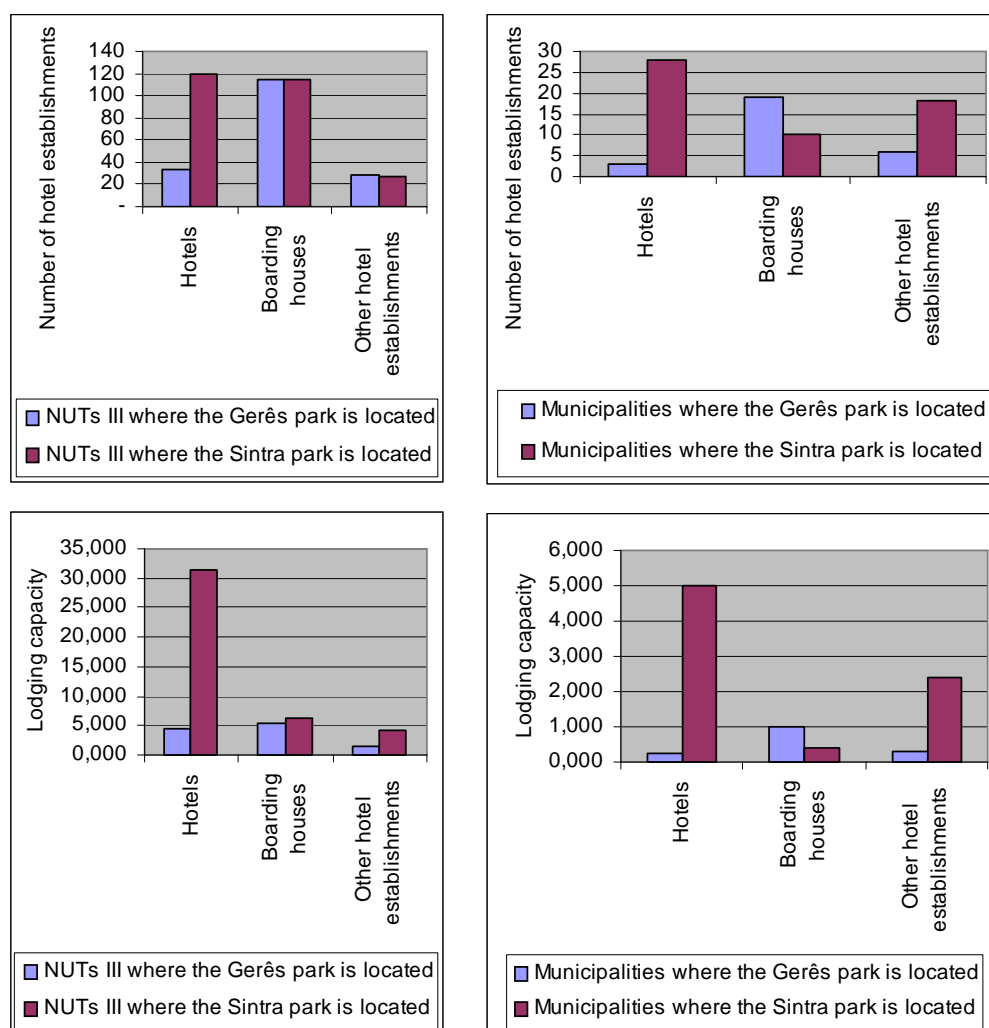 Number of hotel establishments
140
120
100
80
60
40
20
-
Hotels
Boarding
houses
Other hotel
establishments
NUTs III where the Gerês park is located
NUTs III where the Sintra park is located
Number of hotel establishments
30
25
20
15
10
5
0
Hotels
Boarding
houses
Other hotel
establishments
Municipalities where the Gerês park is located
Municipalities where the Sintra park is located
Lodging capacity
35,000
30,000
25,000
20,000
15,000
10,000
5,000
0,000
Hotels
Boarding
houses
Other hotel
establishments
NUTs III where the Gerês park is located
NUTs III where the Sintra park is located
Lodging capacity
6,000
5,000
4,000
3,000
2,000
1,000
0,000
Hotels
Boarding
houses
Other hotel
establishments
Municipalities where the Gerês park is located
Municipalities where the Sintra park is located